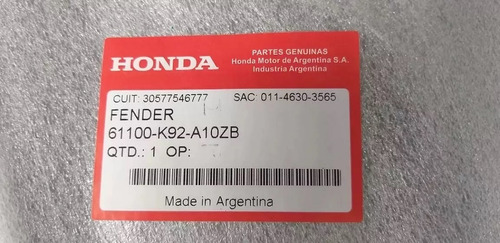 HONDA
PARTES GENUINAS
Honda Motor de Argentina S.A.
Industria Argentina
CUIT: 30577546777 SAC: 011-4630-3565
FENDER
61100-K92-A10ZB
QTD.: 1 OP:
Made in Argentina